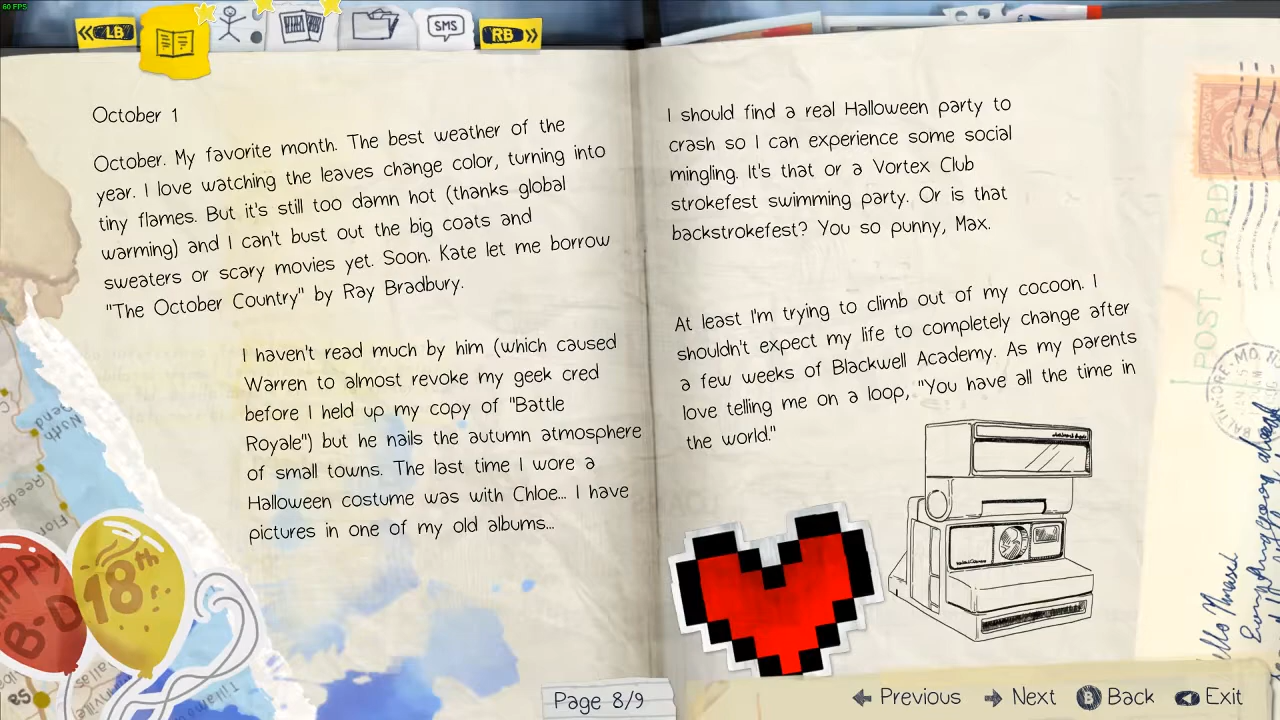 60 FPS
LB
SMS
RB
October 1
October. My favorite month. The best weather of the
year. I love watching the leaves change color, turning into
tiny flames. But it's still too damn hot (thanks global
warming) and I can't bust out the big coats and
sweaters or scary movies yet. Soon. Kate let me borrow
"The October Country" by Ray Bradbury.
I haven't read much by him (which caused
Warren to almost revoke my geek cred
before I held up my copy of "Battle
Royale") but he nails the autumn atmosphere
of small towns. The last time I wore a
Halloween costume was with Chloe... I have
pictures in one of my old albums...
I should find a real Halloween party to
crash so I can experience some social
mingling. It's that or a Vortex Club
strokefest swimming party. Or is that
backstrokefest? You so punny, Max.
At least I'm trying to climb out of my cocoon. I
shouldn't expect my life to completely change after
a few weeks of Blackwell Academy. As my parents
love telling me on a loop, "You have all the time in
the world."
POST CARD
BALTIMORE, MD.
North
Bend
Reeds
Flor
HAPPY
B-D
18th
Page 8/9
Previous
Next
B Back
Exit